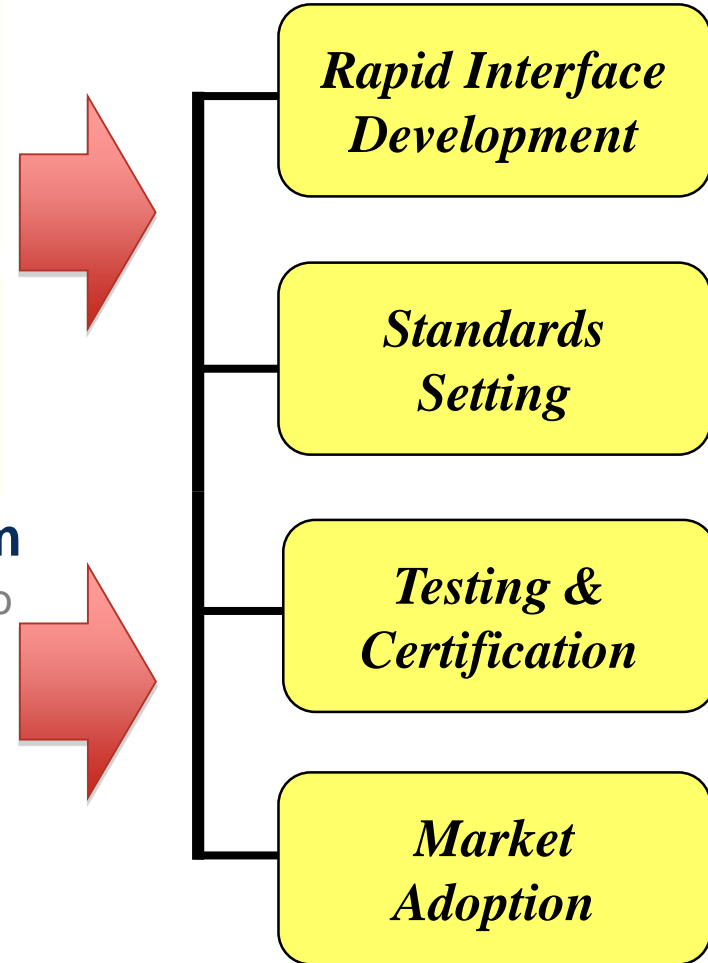 Rapid Interface
Development
Standards
Setting
Testing &
Certification
Market
Adoption